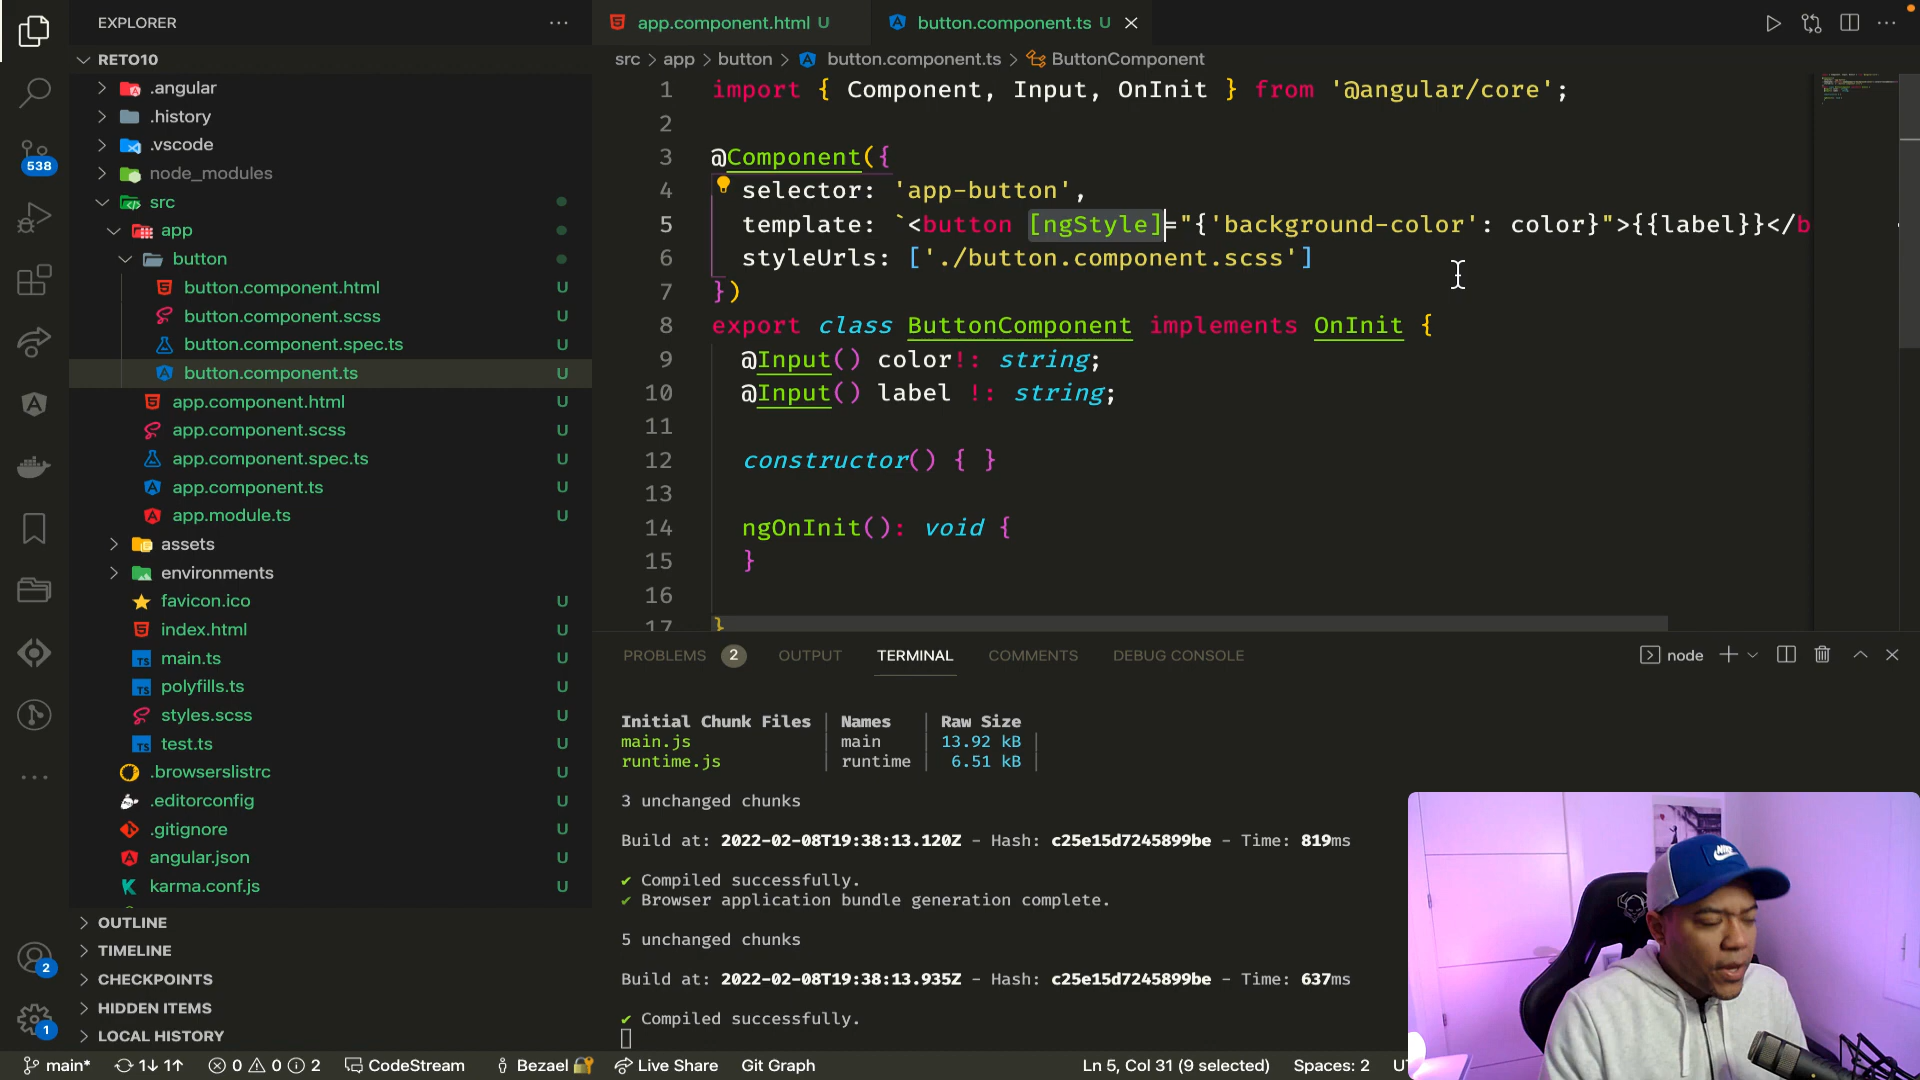 EXPLORER
RETO10
.angular
.history
.vscode
node_modules
src
app
button
button.component.html U
button.component.scss U
button.component.spec.ts U
button.component.ts U
app.component.html U
app.component.scss U
app.component.spec.ts U
app.component.ts U
app.module.ts U
assets
environments
favicon.ico U
index.html U
main.ts U
polyfills.ts U
styles.scss U
test.ts U
.browserslistrc U
.editorconfig U
.gitignore U
angular.json U
karma.conf.js U
OUTLINE
TIMELINE
CHECKPOINTS
HIDDEN ITEMS
LOCAL HISTORY
538
2
1
app.component.html U
button.component.ts U
src > app > button > button.component.ts > ButtonComponent
1 import { Component, Input, OnInit } from '@angular/core';
2
3 @Component({
4 selector: 'app-button',
5 template: `<button [ngStyle]="{'background-color': color}">{{label}}</b
6 styleUrls: ['./button.component.scss']
7 })
8 export class ButtonComponent implements OnInit {
9 @Input() color!: string;
10 @Input() label !: string;
11
12 constructor() { }
13
14 ngOnInit(): void {
15 }
16
17 }
PROBLEMS 2 OUTPUT TERMINAL COMMENTS DEBUG CONSOLE node
Initial Chunk Files | Names | Raw Size
main.js | main | 13.92 kB |
runtime.js | runtime | 6.51 kB |
3 unchanged chunks
Build at: 2022-02-08T19:38:13.120Z - Hash: c25e15d7245899be - Time: 819ms
✔ Compiled successfully.
✔ Browser application bundle generation complete.
5 unchanged chunks
Build at: 2022-02-08T19:38:13.935Z - Hash: c25e15d7245899be - Time: 637ms
✔ Compiled successfully.
main* 1↓ 1↑ 0 0 2 CodeStream Bezael Live Share Git Graph Ln 5, Col 31 (9 selected) Spaces: 2